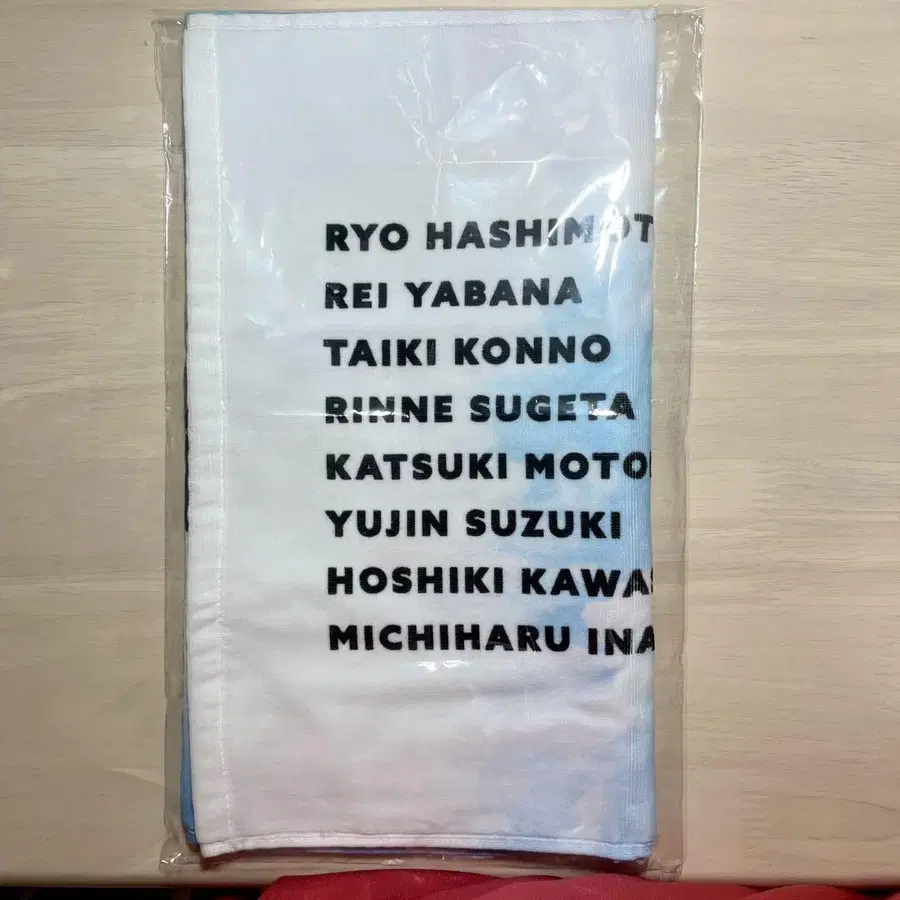 RYO HASHIMOT
REI YABANA
TAIKI KONNO
RINNE SUGETA
KATSUKI MOTO
YUJIN SUZUKI
HOSHIKI KAWA
MICHIHARU INA